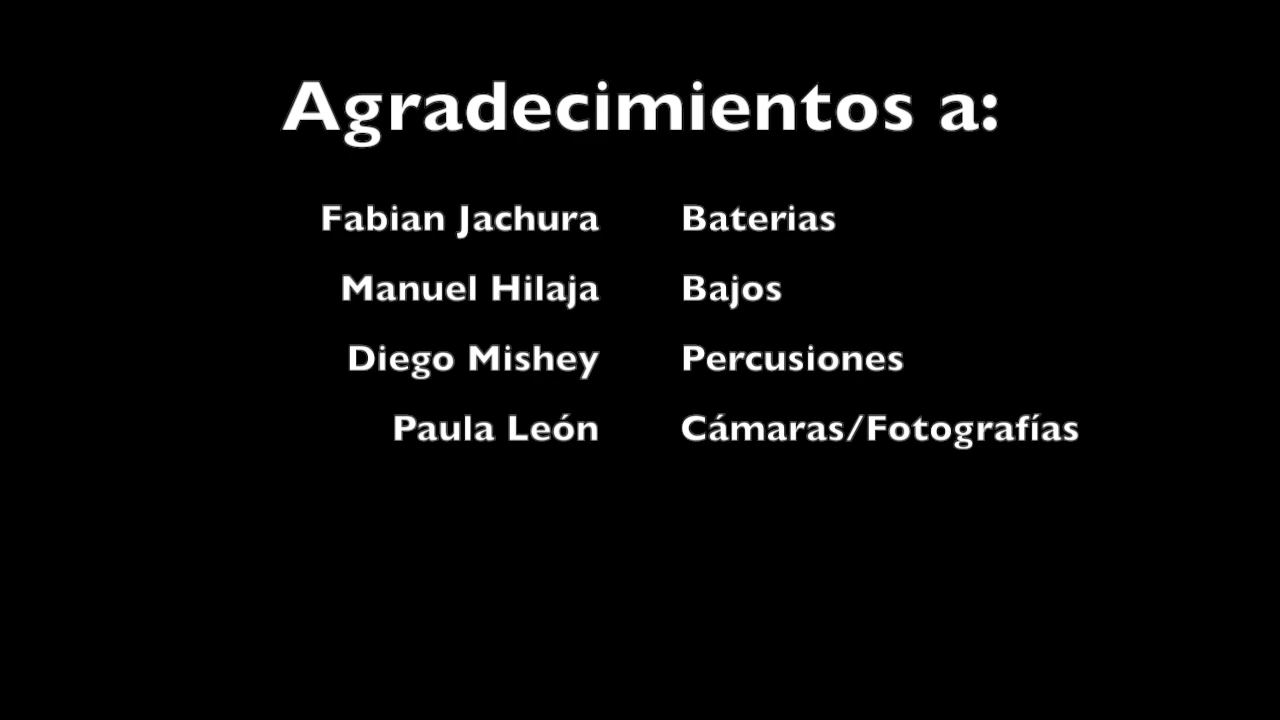 Agradecimientos a:
Fabian Jachura Baterias
Manuel Hilaja Bajos
Diego Mishey Percusiones
Paula León Cámaras/Fotografías